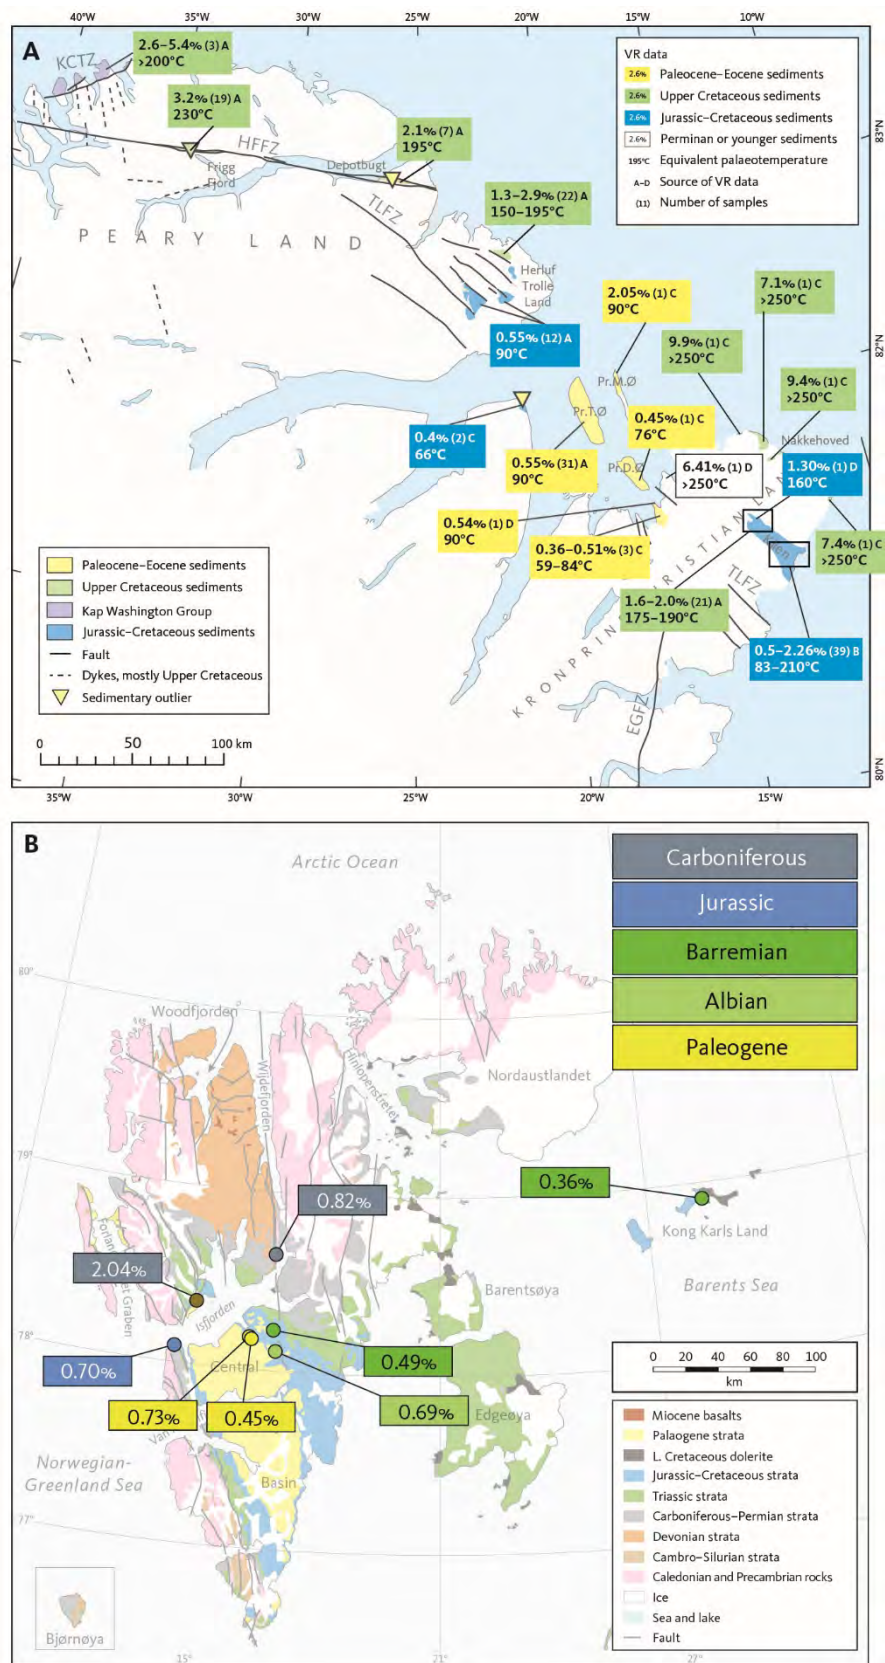 40°W
35°W
30°W
25°W
20°W
15°W
10°W
A
KCTZ
2.6–5.4% (3) A
>200°C
3.2% (19) A
230°C
2.1% (7) A
195°C
HFFZ
Frigg
Fjord
Depotbugt
TLFZ
1.3–2.9% (22) A
150–195°C
PEARY LAND
Herluf
Trolle
Land
0.55% (12) A
90°C
VR data
2.6% Paleocene–Eocene sediments
2.6% Upper Cretaceous sediments
2.6% Jurassic–Cretaceous sediments
2.6% Perminan or younger sediments
195°C Equivalent palaeotemperature
A–D Source of VR data
(11) Number of samples
83°N
82°N
80°N
2.05% (1) C
90°C
7.1% (1) C
>250°C
9.9% (1) C
>250°C
9.4% (1) C
>250°C
Pr.M.Ø
Pr.T.Ø
Pr.D.Ø
Nakkehoved
0.4% (2) C
66°C
0.55% (31) A
90°C
0.45% (1) C
76°C
6.41% (1) D
>250°C
1.30% (1) D
160°C
0.54% (1) D
90°C
0.36–0.51% (3) C
59–84°C
7.4% (1) C
>250°C
KRONPRINS CHRISTIAN LAND
Kilen
TLFZ
1.6–2.0% (21) A
175–190°C
0.5–2.26% (39) B
83–210°C
EGFZ
Paleocene–Eocene sediments
Upper Cretaceous sediments
Kap Washington Group
Jurassic–Cretaceous sediments
Fault
Dykes, mostly Upper Cretaceous
Sedimentary outlier
0 50 100 km
35°W
30°W
25°W
20°W
15°W
B
Arctic Ocean
Carboniferous
Jurassic
Barremian
Albian
Paleogene
80°
79°
78°
77°
Woodfjorden
Wijdefjorden
Hinlopenstretet
Nordaustlandet
0.36%
0.82%
Kong Karls Land
2.04%
Isfjorden
Barentsøya
Barents Sea
0.70%
Central
0.49%
0.73%
0.45%
0.69%
Edgeøya
Norwegian-
Greenland Sea
Basin
0 20 40 60 80 100
km
Miocene basalts
Palaogene strata
L. Cretaceous dolerite
Jurassic–Cretaceous strata
Triassic strata
Carboniferous–Permian strata
Devonian strata
Cambro–Silurian strata
Caledonian and Precambrian rocks
Ice
Sea and lake
Fault
Bjørnøya
15°
21°
27°